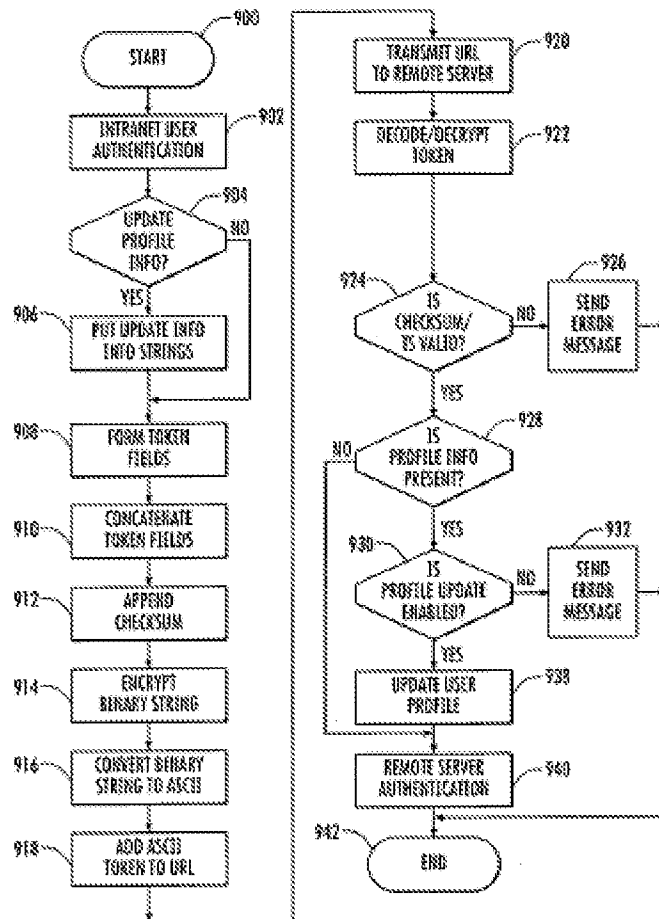 900
START
902
INTRANET USER
AUTHENTICATION
904
UPDATE
PROFILE
INFO?
NO
YES
906
PUT UPDATE INFO
INTO STRINGS
908
FORM TOKEN
FIELDS
910
CONCATENATE
TOKEN FIELDS
912
APPEND
CHECKSUM
914
ENCRYPT
BINARY STRING
916
CONVERT BINARY
STRING TO ASCII
918
ADD ASCII
TOKEN TO URL
920
TRANSMIT URL
TO REMOTE SERVER
922
DECODE/DECRYPT
TOKEN
924
IS
CHECKSUM/
TS VALID?
NO
926
SEND
ERROR
MESSAGE
YES
928
IS
PROFILE INFO
PRESENT?
NO
YES
930
IS
PROFILE UPDATE
ENABLED?
NO
932
SEND
ERROR
MESSAGE
YES
938
UPDATE USER
PROFILE
940
REMOTE SERVER
AUTHENTICATION
942
END